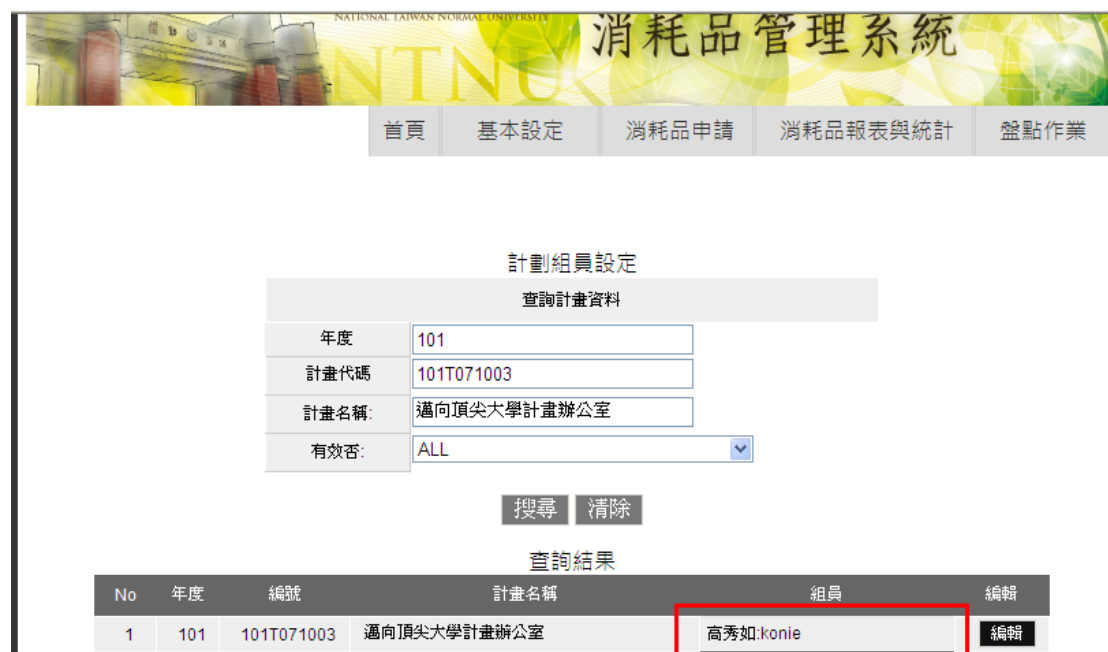 NATIONAL TAIWAN NORMAL UNIVERSITY
NTNU
消耗品管理系統
首頁 基本設定 消耗品申請 消耗品報表與統計 盤點作業
計劃組員設定
查詢計畫資料
年度 101
計畫代碼 101T071003
計畫名稱: 邁向頂尖大學計畫辦公室
有效否: ALL
搜尋 清除
查詢結果
No 年度 編號 計畫名稱 組員 編輯
1 101 101T071003 邁向頂尖大學計畫辦公室 高秀如:konie 編輯